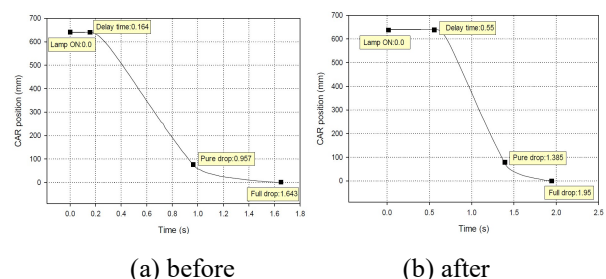 700
600
500
400
300
200
100
0
CAR position (mm)
Lamp ON:0.0
Delay time:0.164
Pure drop:0.957
Full drop:1.643
0.0 0.2 0.4 0.6 0.8 1.0 1.2 1.4 1.6 1.8
Time (s)
(a) before
700
600
500
400
300
200
100
0
CAR position (mm)
Lamp ON:0.0
Delay time:0.55
Pure drop:1.385
Full drop:1.95
0.0 0.5 1.0 1.5 2.0 2.5
Time (s)
(b) after